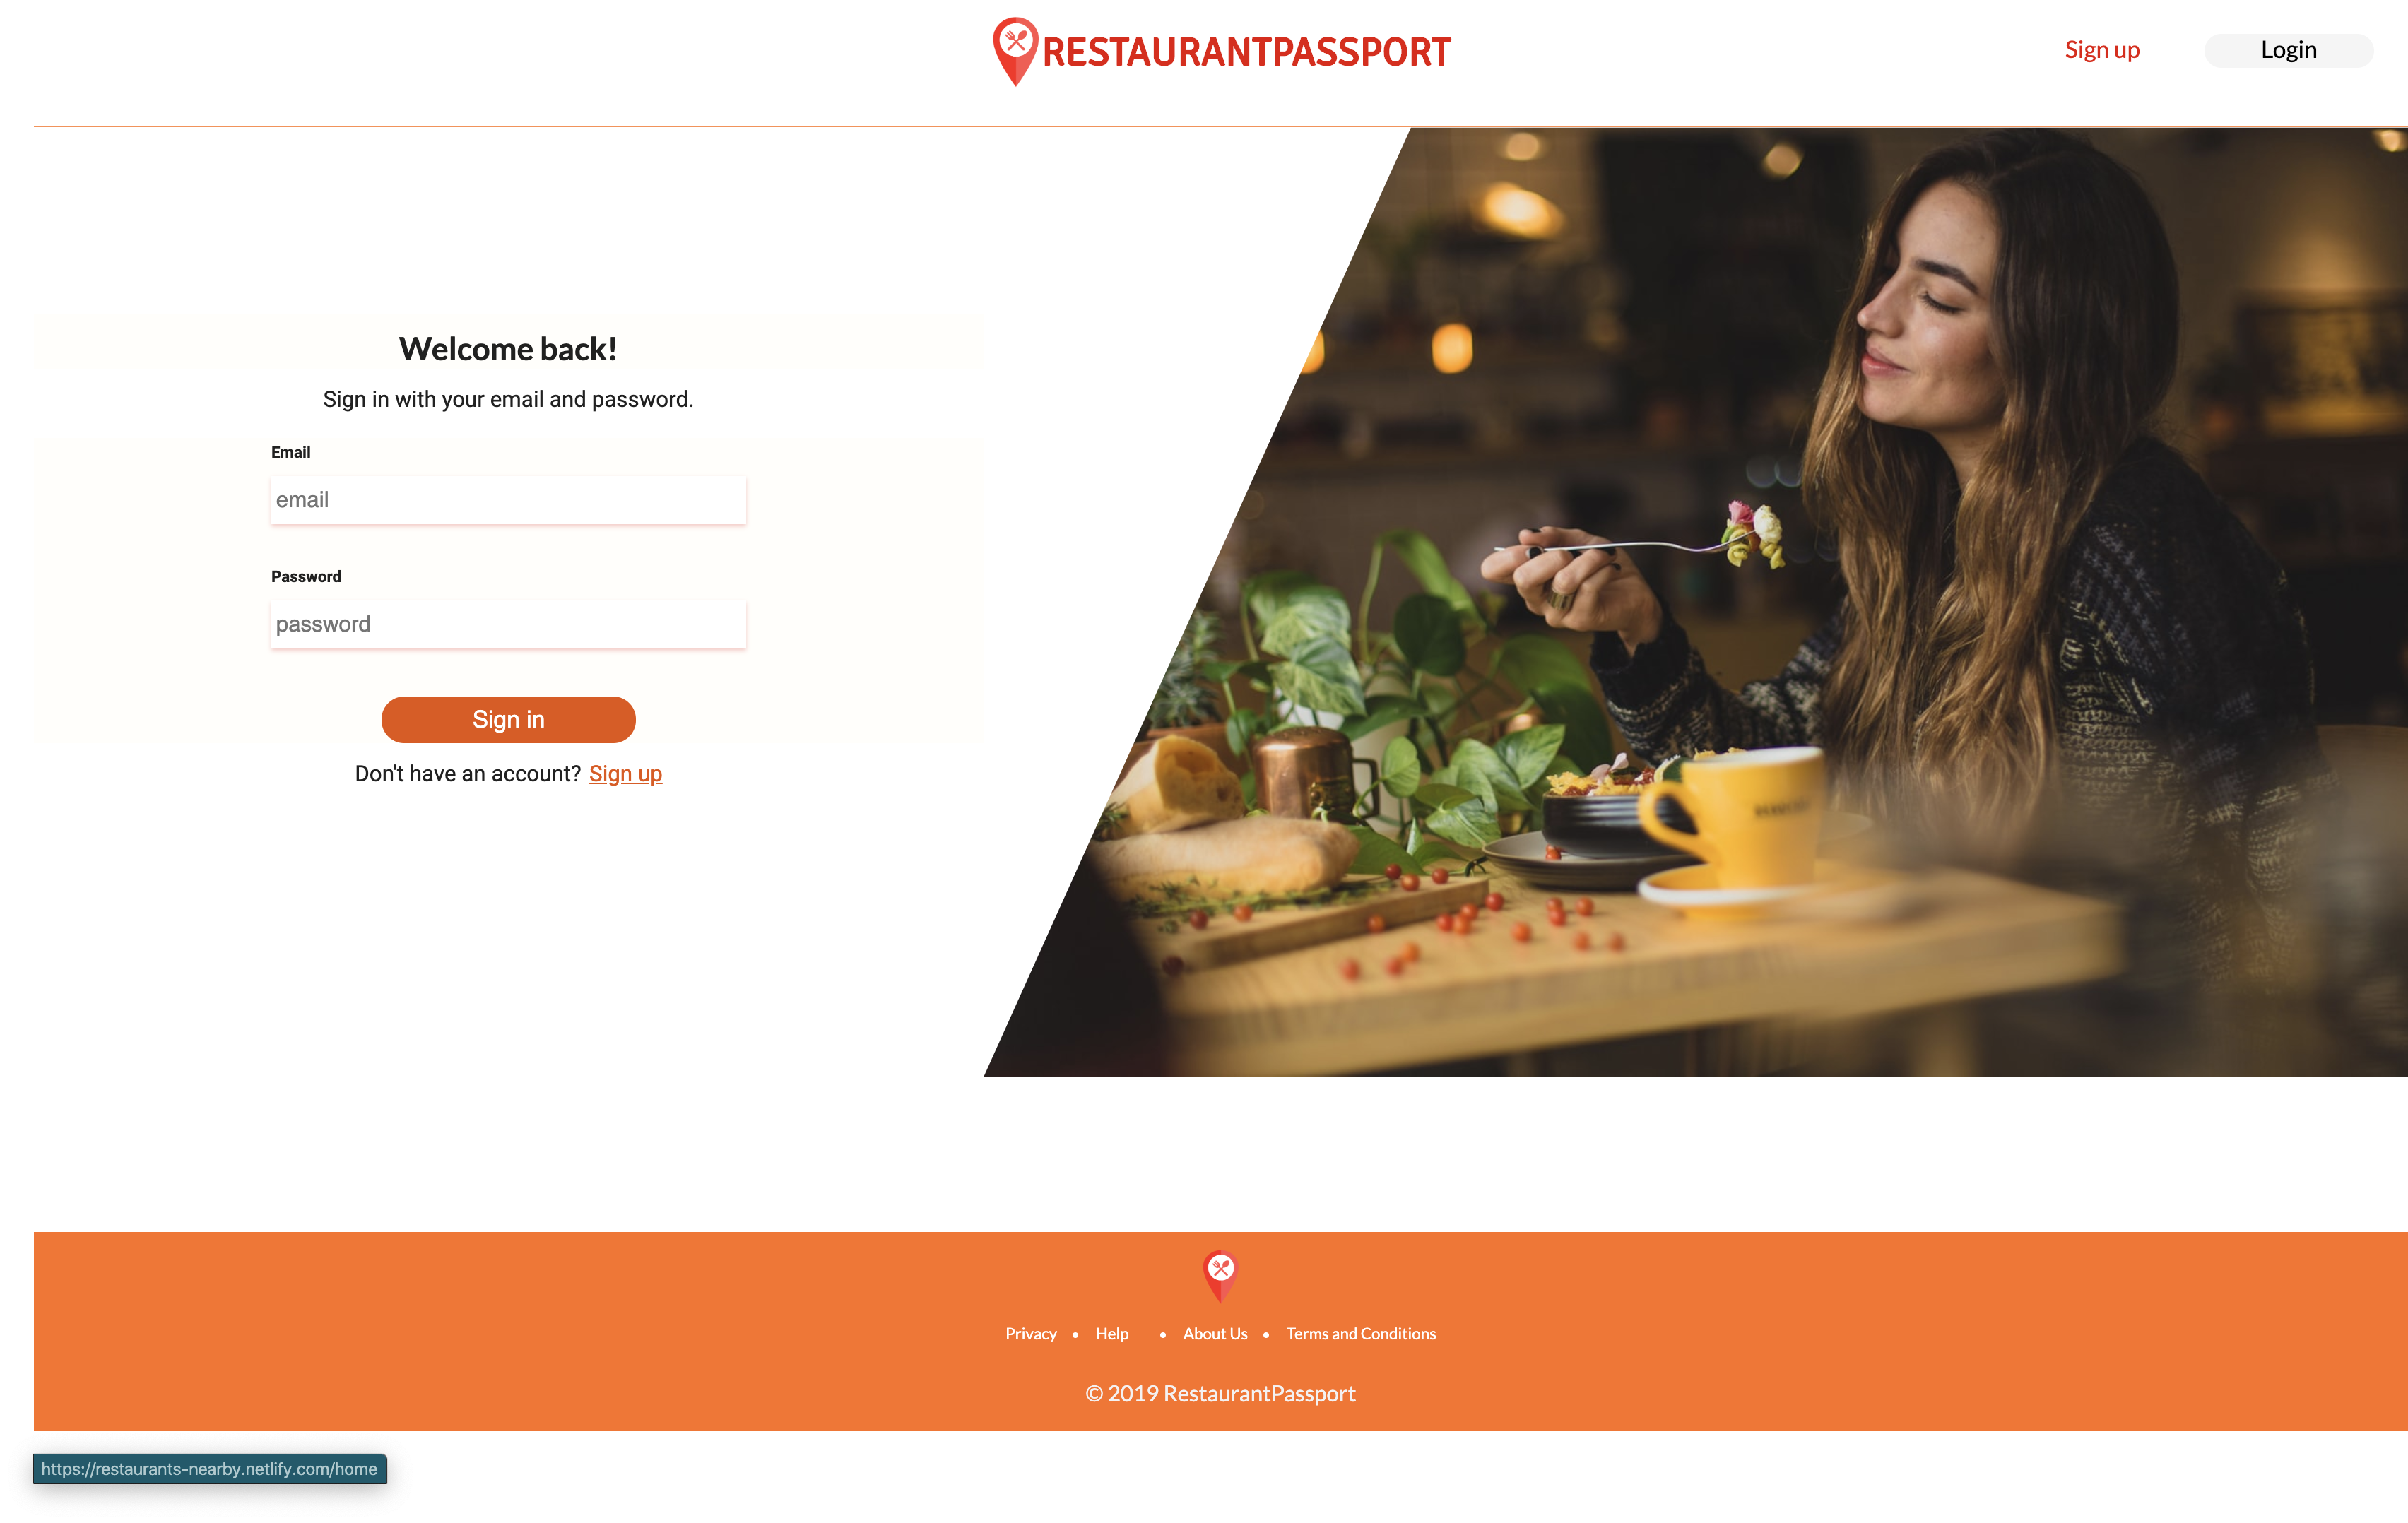 RESTAURANTPASSPORT
Sign up
Login
Welcome back!
Sign in with your email and password.
Email
email
Password
password
Sign in
Don't have an account? Sign up
Privacy • Help • About Us • Terms and Conditions
© 2019 RestaurantPassport
https://restaurants-nearby.netlify.com/home